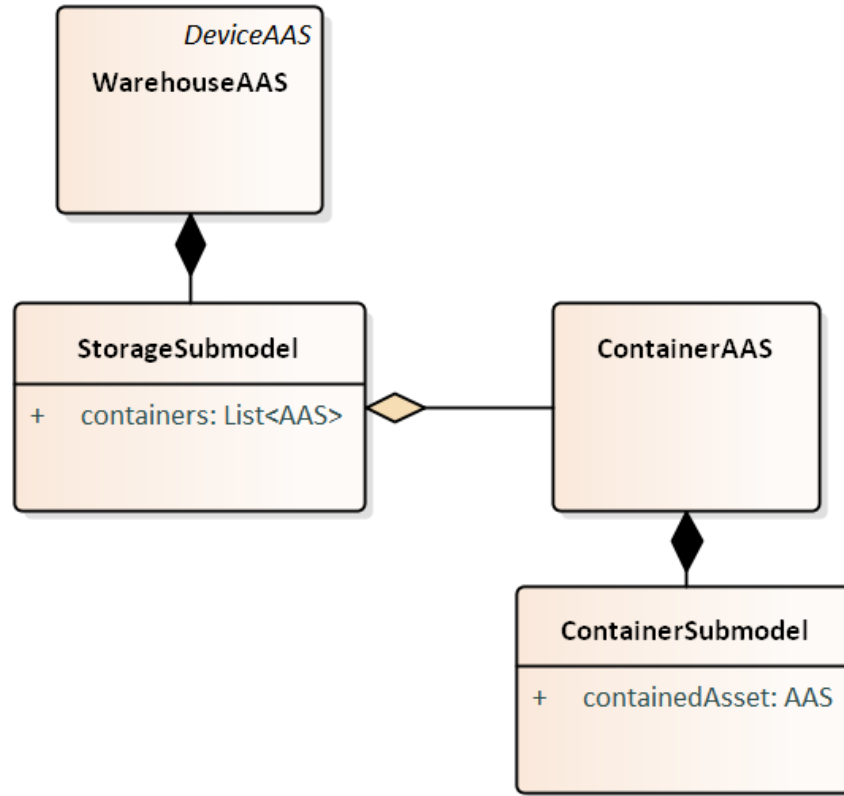 DeviceAAS
WarehouseAAS
StorageSubmodel
+ containers: List<AAS>
ContainerAAS
ContainerSubmodel
+ containedAsset: AAS